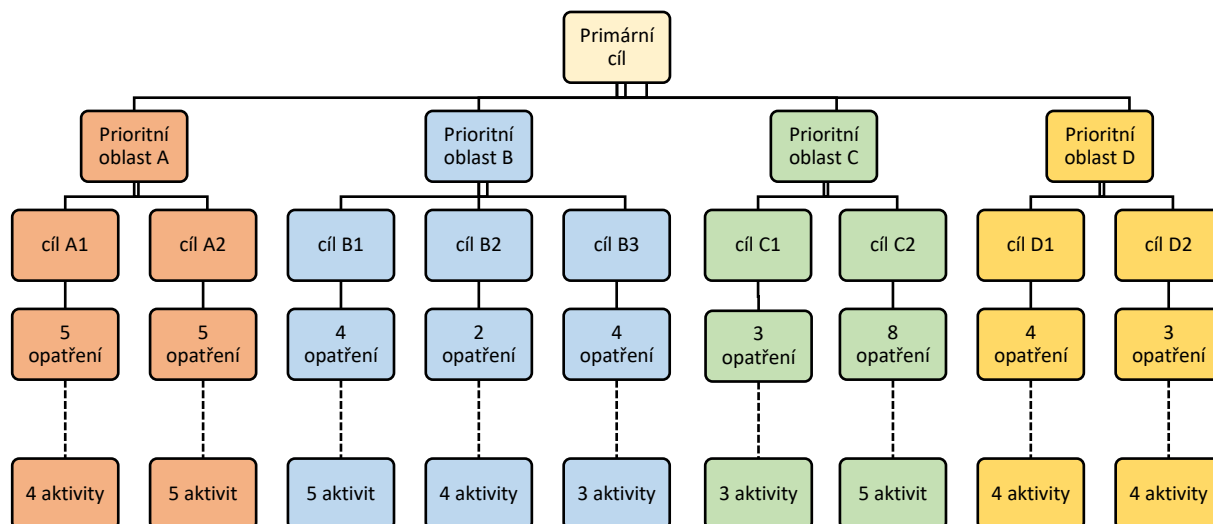 Primární
cíl
Prioritní
oblast A
Prioritní
oblast B
Prioritní
oblast C
Prioritní
oblast D
cíl A1
cíl A2
cíl B1
cíl B2
cíl B3
cíl C1
cíl C2
cíl D1
cíl D2
5
opatření
5
opatření
4
opatření
2
opatření
4
opatření
3
opatření
8
opatření
4
opatření
3
opatření
4 aktivity
5 aktivit
5 aktivit
4 aktivity
3 aktivity
3 aktivity
5 aktivit
4 aktivity
4 aktivity